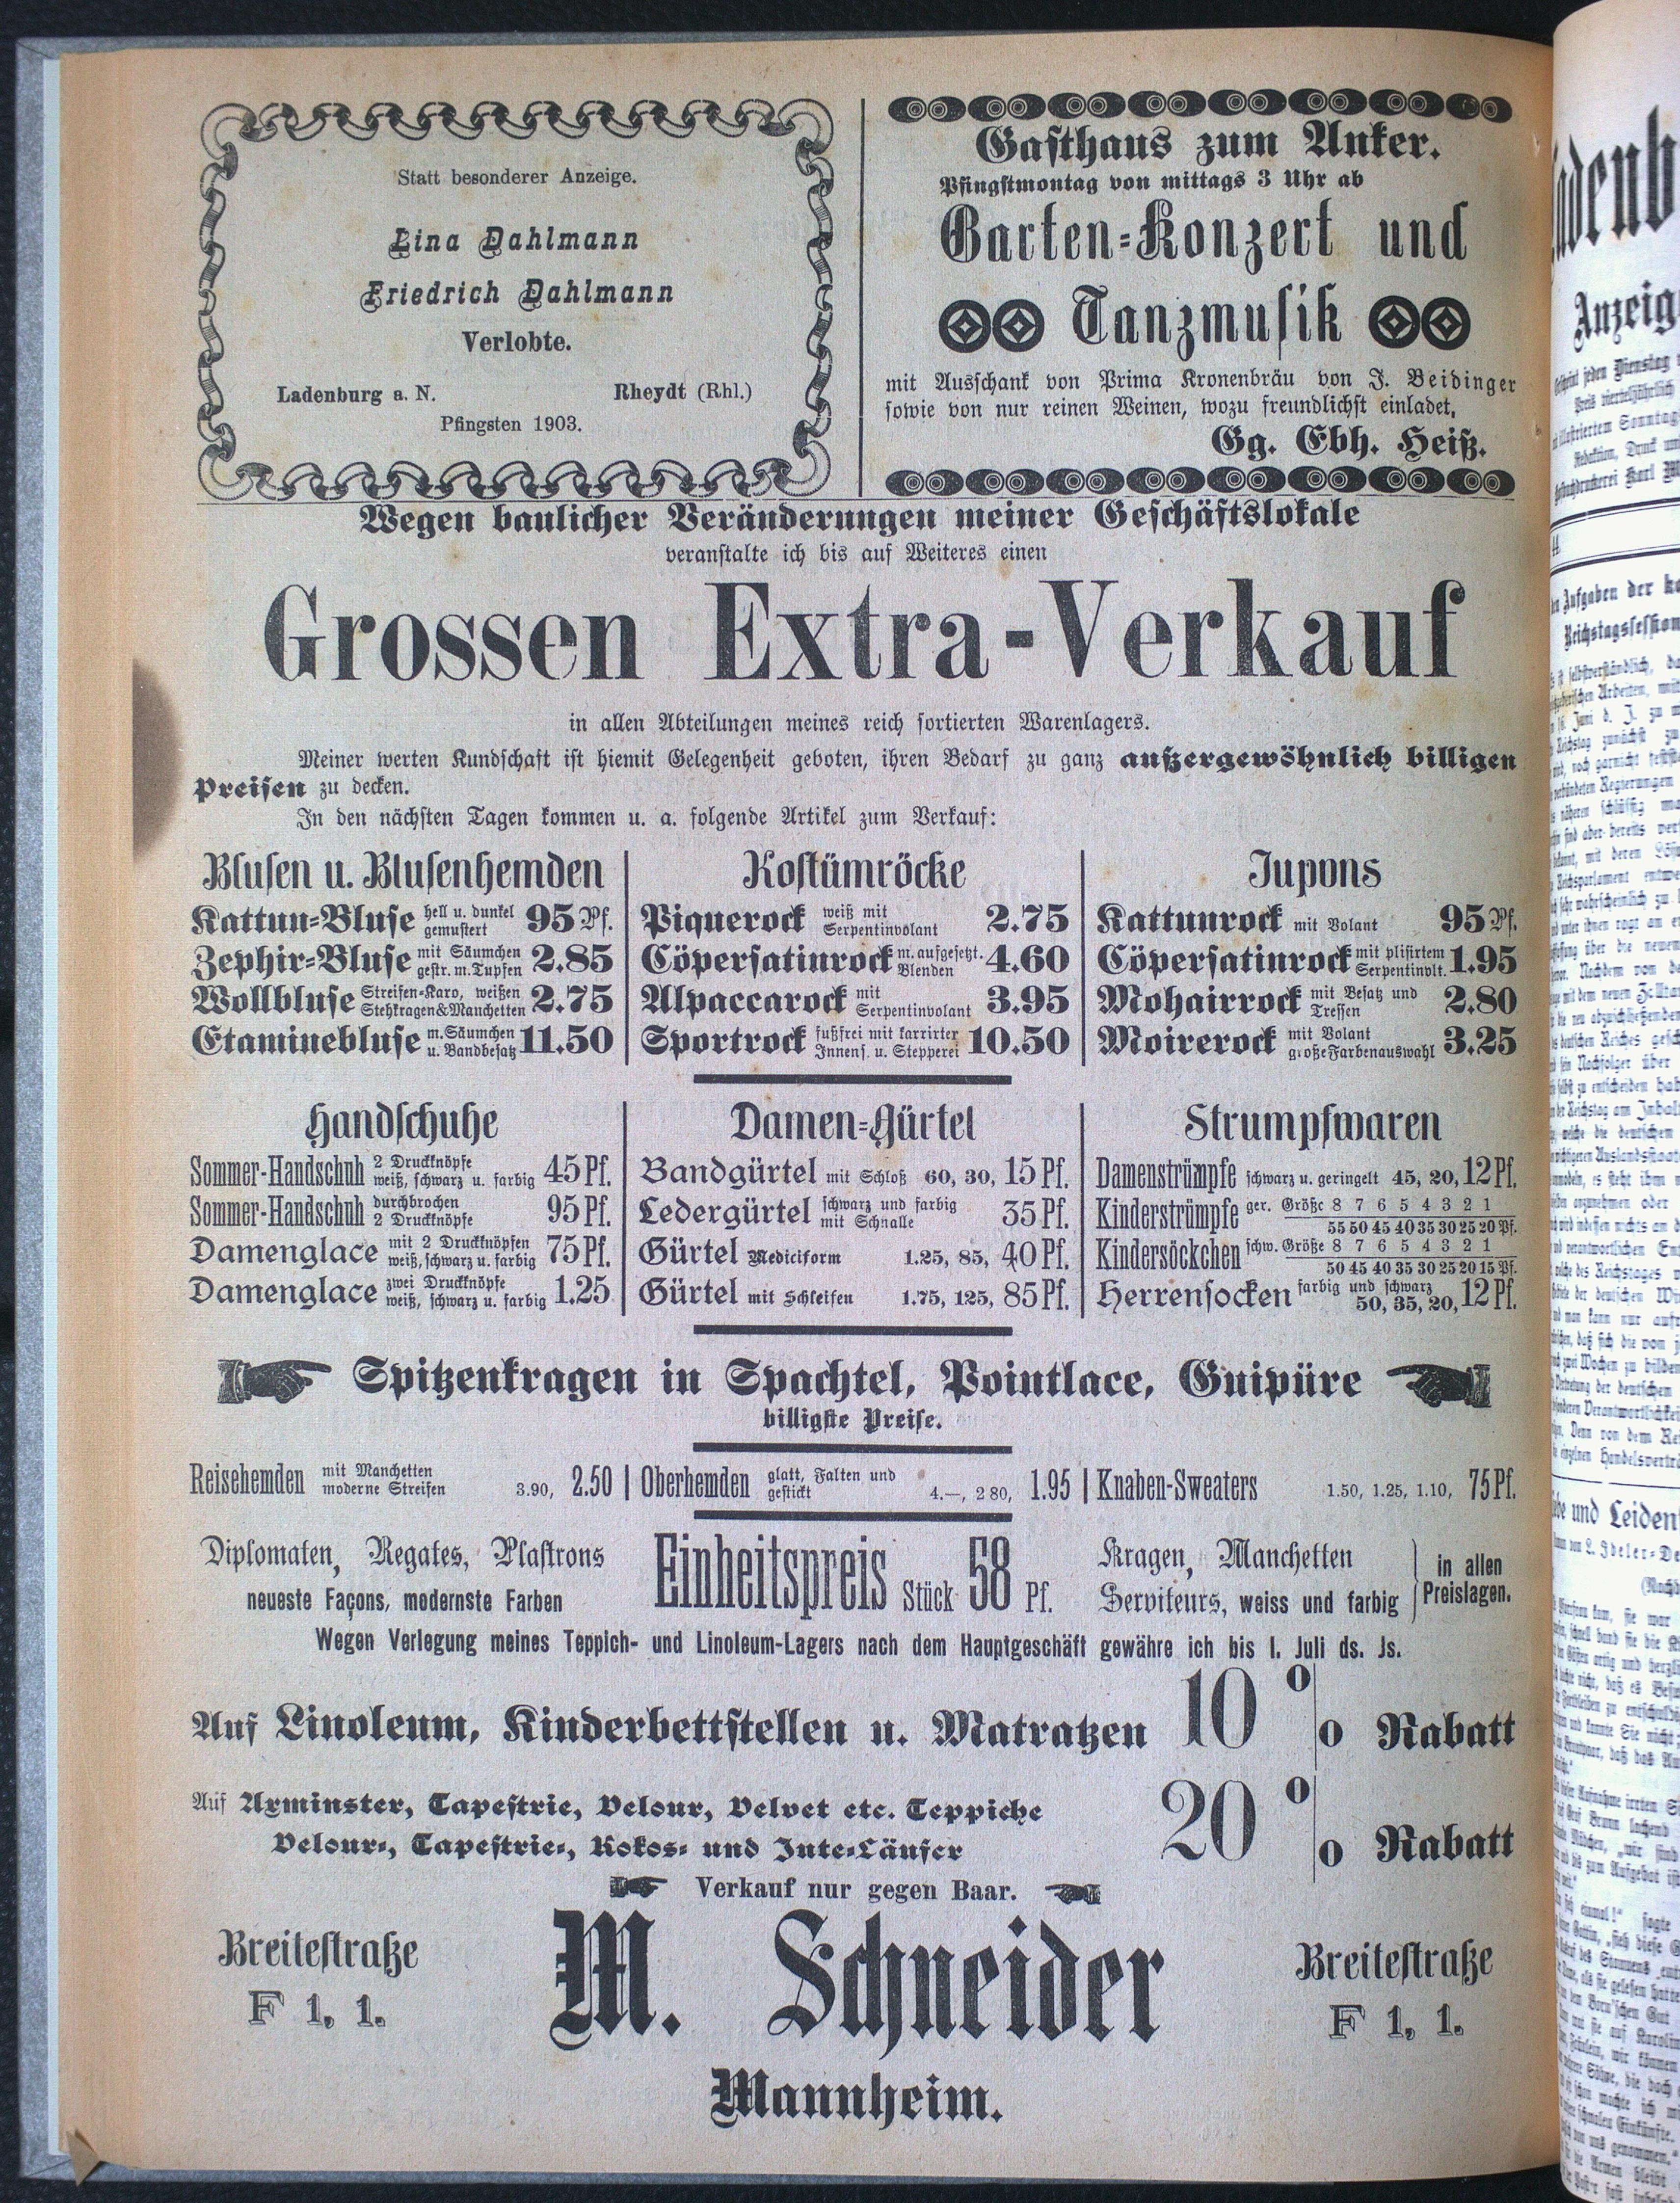 Statt besonderer Anzeige.
Lina Dahlmann
Friedrich Dahlmann
Verlobte.
Ladenburg a. N. Rheydt (Rhl.)
Pfingsten 1903.
Gasthaus zum Anker.
Pfingstmontag von mittags 3 Uhr ab
Garten-Konzert und
Tanzmusik
mit Ausschank von Prima Kronenbräu von J. Beidinger
sowie von nur reinen Weinen, wozu freundlichst einladet,
Gg. Ebh. Heiß.
Wegen baulicher Veränderungen meiner Geschäftslokale
veranstalte ich bis auf Weiteres einen
Grossen Extra-Verkauf
in allen Abteilungen meines reich sortierten Warenlagers.
Meiner werten Kundschaft ist hiemit Gelegenheit geboten, ihren Bedarf zu ganz außergewöhnlich billigen
Preisen zu decken.
In den nächsten Tagen kommen u. a. folgende Artikel zum Verkauf:
Blusen u. Blusenhemden
Kattun-Bluse hell u. dunkel gemustert 95 Pf.
Zephir-Bluse mit Säumchen gestr. m. Tupfen 2.85
Wollbluse Streifen-Karo, weißen Stehkragen & Manchetten 2.75
Etaminebluse m. Säumchen u. Bandbesatz 11.50
Kostümröcke
Piquerock weiß mit Serpentinvolant 2.75
Cöpersatinrock m. aufgesetzt. Blenden 4.60
Alpaccarock mit Serpentinvolant 3.95
Sportrock fußfrei mit karrirter Innens. u. Stepperei 10.50
Jupons
Kattunrock mit Volant 95 Pf.
Cöpersatinrock mit plisirtem Serpentinvlt. 1.95
Mohairrock mit Besatz und Tressen 2.80
Moirerock mit Volant große Farbenauswahl 3.25
Handschuhe
Sommer-Handschuh 2 Druckknöpfe weiß, schwarz u. farbig 45 Pf.
Sommer-Handschuh durchbrochen 2 Druckknöpfe 95 Pf.
Damenglace mit 2 Druckknöpfen weiß, schwarz u. farbig 75 Pf.
Damenglace zwei Druckknöpfe weiß, schwarz u. farbig 1.25
Damen-Gürtel
Bandgürtel mit Schloß 60, 30, 15 Pf.
Ledergürtel schwarz und farbig mit Schnalle 35 Pf.
Gürtel Mediciform 1.25, 85, 40 Pf.
Gürtel mit Schleifen 1.75, 125, 85 Pf.
Strumpfwaren
Damenstrümpfe schwarz u. geringelt 45, 20, 12 Pf.
Kinderstrümpfe ger. Größe 8 7 6 5 4 3 2 1
55 50 45 40 35 30 25 20 Pf.
Kindersöckchen schw. Größe 8 7 6 5 4 3 2 1
50 45 40 35 30 25 20 15 Pf.
Herrensocken farbig und schwarz 50, 35, 20, 12 Pf.
Spitzenkragen in Spachtel, Pointlace, Guipüre
billigste Preise.
Reisehemden mit Manchetten moderne Streifen 3.90, 2.50
Oberhemden glatt, Falten und gestickt 4.—, 2 80, 1.95
Knaben-Sweaters 1.50, 1.25, 1.10, 75 Pf.
Diplomaten, Regates, Plastrons
neueste Façons, modernste Farben
Einheitspreis Stück 58 Pf.
Kragen, Manchetten
Serviteurs, weiss und farbig
in allen
Preislagen.
Wegen Verlegung meines Teppich- und Linoleum-Lagers nach dem Hauptgeschäft gewähre ich bis 1. Juli ds. Js.
Auf Linoleum, Kinderbettstellen u. Matratzen 10 % Rabatt
Auf Axminster, Tapestrie, Velour, Velvet etc. Teppiche
Velour-, Tapestrie-, Kokos- und Jute-Läufer 20 % Rabatt
Verkauf nur gegen Baar.
Breitestraße
F 1, 1.
M. Schneider
Breitestraße
F 1, 1.
Mannheim.